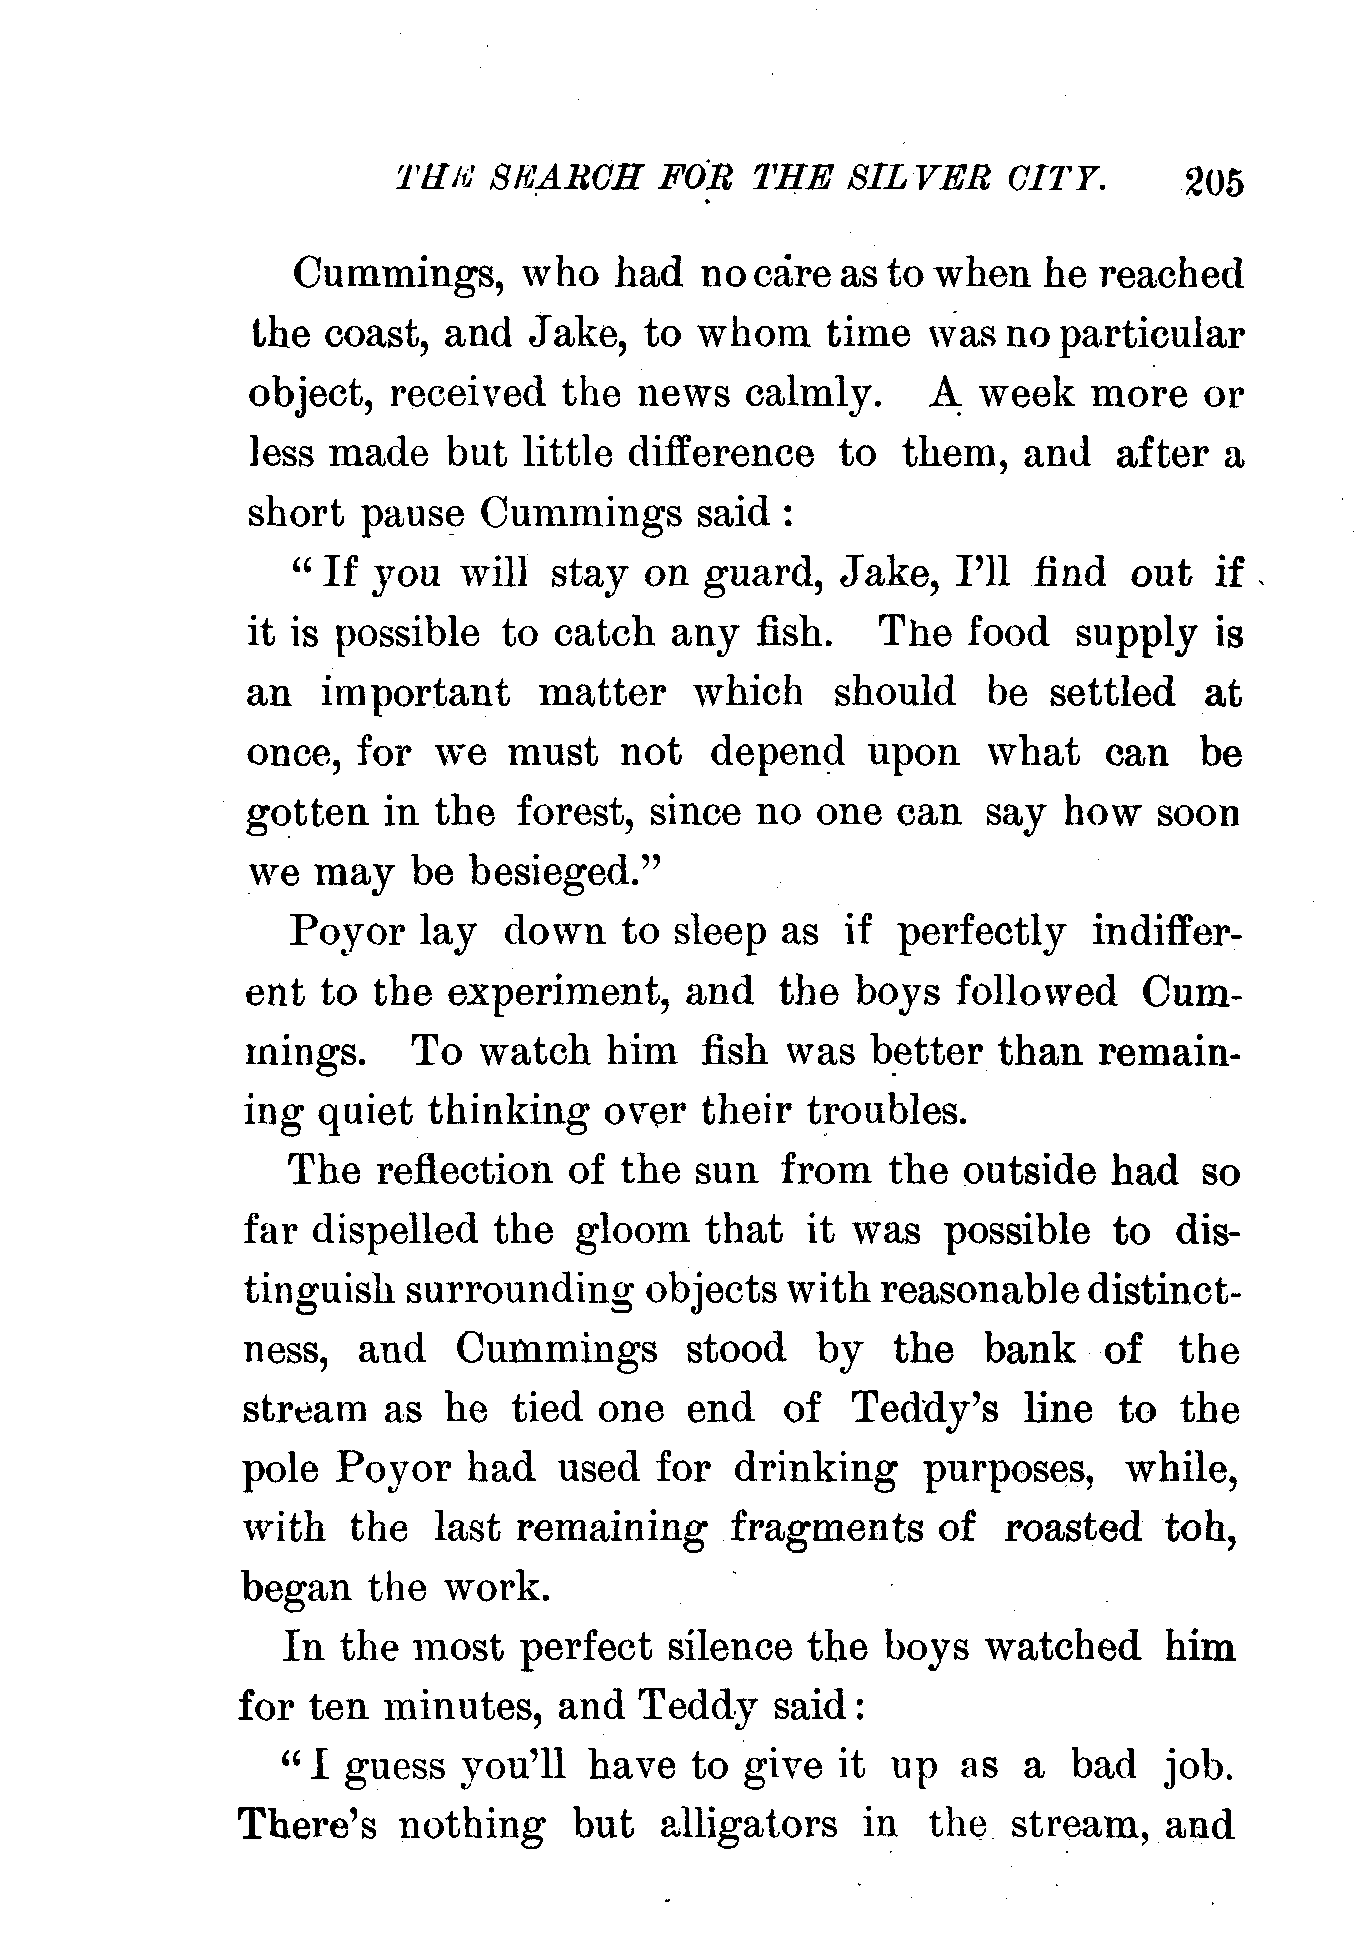 THE SEARCH FOR THE SILVER CITY. 205
Cummings, who had no care as to when he reached
the coast, and Jake, to whom time was no particular
object, received the news calmly. A week more or
less made but little difference to them, and after a
short pause Cummings said :
“ If you will stay on guard, Jake, I’ll find out if
it is possible to catch any fish. The food supply is
an important matter which should be settled at
once, for we must not depend upon what can be
gotten in the forest, since no one can say how soon
we may be besieged.”
Poyor lay down to sleep as if perfectly indiffer-
ent to the experiment, and the boys followed Cum-
mings. To watch him fish was better than remain-
ing quiet thinking over their troubles.
The reflection of the sun from the outside had so
far dispelled the gloom that it was possible to dis-
tinguish surrounding objects with reasonable distinct-
ness, and Cummings stood by the bank of the
stream as he tied one end of Teddy’s line to the
pole Poyor had used for drinking purposes, while,
with the last remaining fragments of roasted toh,
began the work.
In the most perfect silence the boys watched him
for ten minutes, and Teddy said :
“ I guess you’ll have to give it up as a bad job.
There’s nothing but alligators in the stream, and